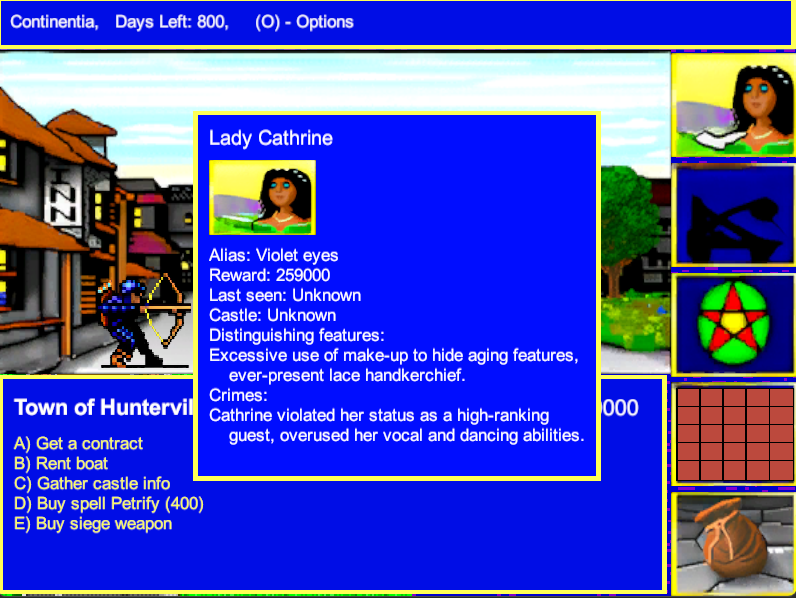 Continentia, Days Left: 800, (O) - Options
INN
Lady Cathrine
Alias: Violet eyes
Reward: 259000
Last seen: Unknown
Castle: Unknown
Distinguishing features:
Excessive use of make-up to hide aging features,
ever-present lace handkerchief.
Crimes:
Cathrine violated her status as a high-ranking
guest, overused her vocal and dancing abilities.
Town of Huntervil
0000
A) Get a contract
B) Rent boat
C) Gather castle info
D) Buy spell Petrify (400)
E) Buy siege weapon